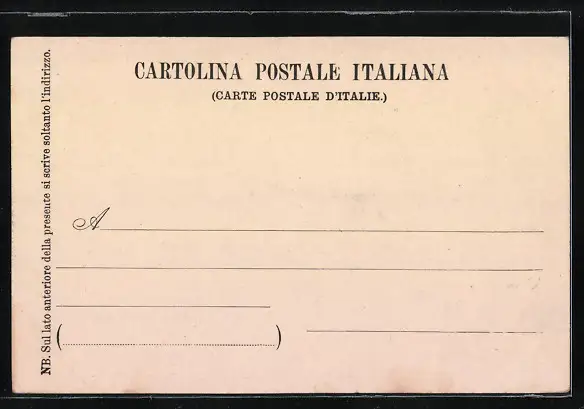 CARTOLINA POSTALE ITALIANA
(CARTE POSTALE D'ITALIE.)
NB. Sul lato anteriore della presente si scrive soltanto l'indirizzo.
A
( )